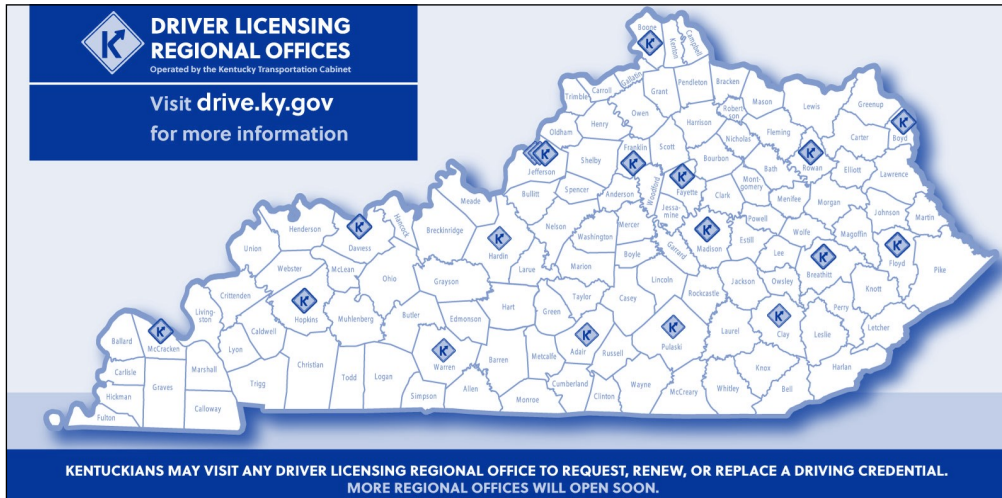 DRIVER LICENSING
REGIONAL OFFICES
Operated by the Kentucky Transportation Cabinet
Visit drive.ky.gov
for more information
Boone
Kenton
Campbell
Gallatin
Carroll
Trimble
Grant
Pendleton
Bracken
Mason
Robert-
son
Lewis
Greenup
Owen
Henry
Oldham
Harrison
Nicholas
Fleming
Carter
Boyd
Jefferson
Shelby
Franklin
Scott
Bourbon
Bath
Rowan
Elliott
Lawrence
Bullitt
Spencer
Anderson
Woodford
Fayette
Clark
Mont-
gomery
Menifee
Morgan
Johnson
Martin
Meade
Hancock
Breckinridge
Hardin
Nelson
Washington
Mercer
Jessa-
mine
Garrard
Madison
Powell
Estill
Wolfe
Magoffin
Floyd
Pike
Henderson
Union
Daviess
Webster
McLean
Ohio
Grayson
Larue
Marion
Boyle
Lincoln
Lee
Breathitt
Knott
Crittenden
Living-
ston
Hopkins
Muhlenberg
Butler
Edmonson
Hart
Green
Taylor
Casey
Rockcastle
Jackson
Owsley
Perry
Letcher
Ballard
McCracken
Lyon
Caldwell
Christian
Todd
Logan
Warren
Barren
Metcalfe
Adair
Russell
Pulaski
Laurel
Clay
Leslie
Harlan
Carlisle
Graves
Marshall
Trigg
Simpson
Allen
Monroe
Cumberland
Clinton
Wayne
McCreary
Whitley
Knox
Bell
Hickman
Fulton
Calloway
KENTUCKIANS MAY VISIT ANY DRIVER LICENSING REGIONAL OFFICE TO REQUEST, RENEW, OR REPLACE A DRIVING CREDENTIAL.
MORE REGIONAL OFFICES WILL OPEN SOON.